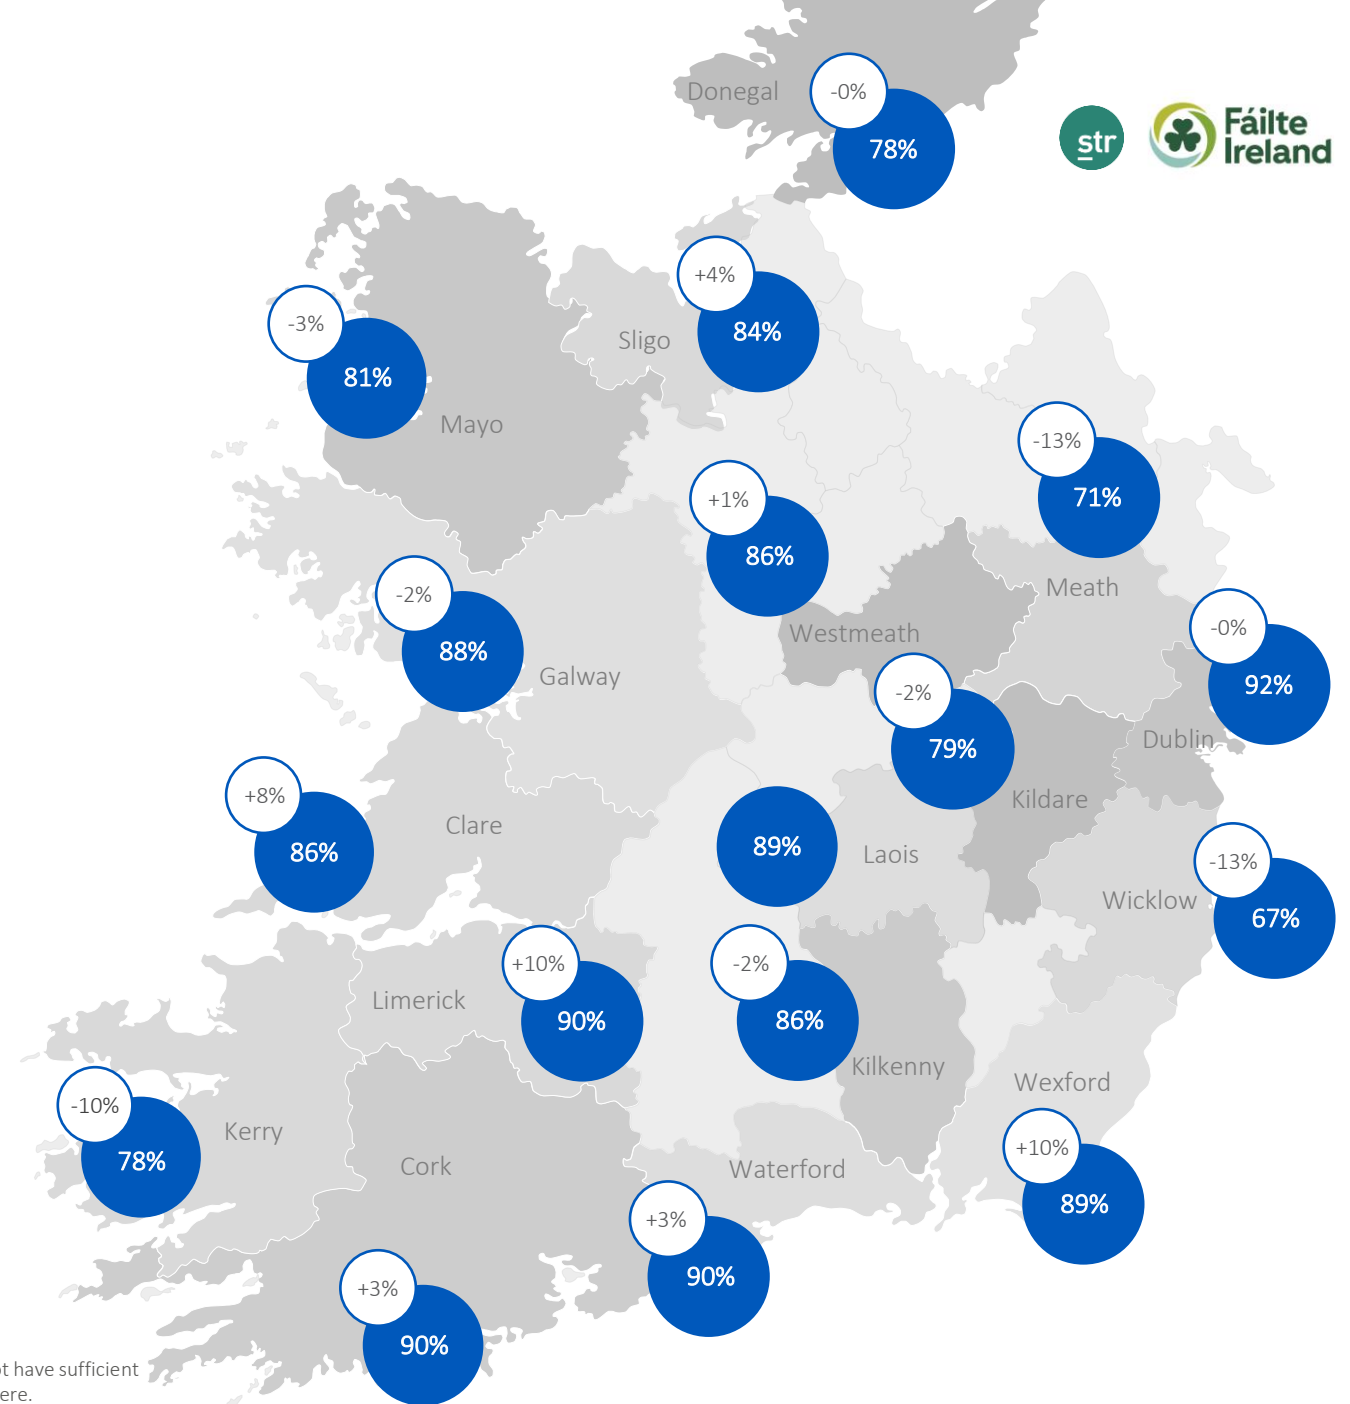 Donegal
-0%
78%
str
Fáilte
Ireland
+4%
84%
Sligo
-3%
81%
Mayo
-13%
71%
+1%
86%
Meath
Westmeath
-2%
88%
Galway
-0%
92%
Dublin
-2%
79%
Kildare
+8%
86%
Clare
89%
Laois
-13%
67%
Wicklow
+10%
90%
Limerick
-2%
86%
Kilkenny
Wexford
+10%
89%
-10%
78%
Kerry
Cork
Waterford
+3%
90%
+3%
90%
have sufficient